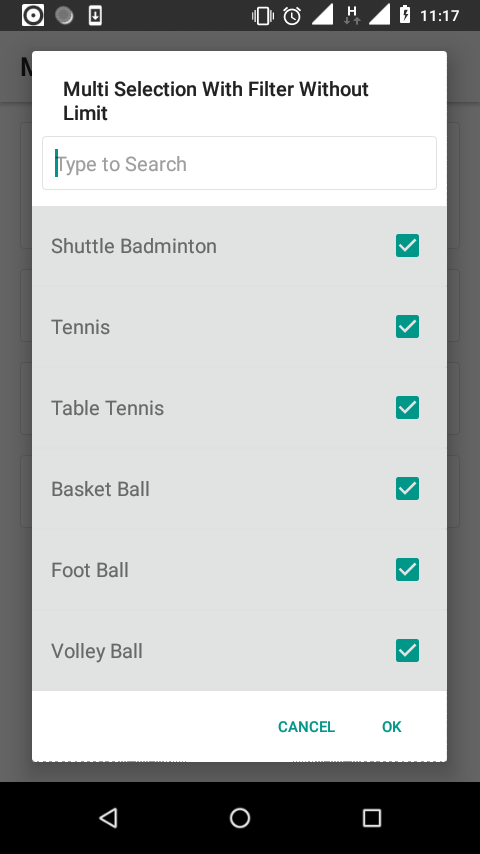 H 11:17
M
Multi Selection With Filter Without
Limit
Type to Search
Shuttle Badminton
Tennis
Table Tennis
Basket Ball
Foot Ball
Volley Ball
CANCEL OK